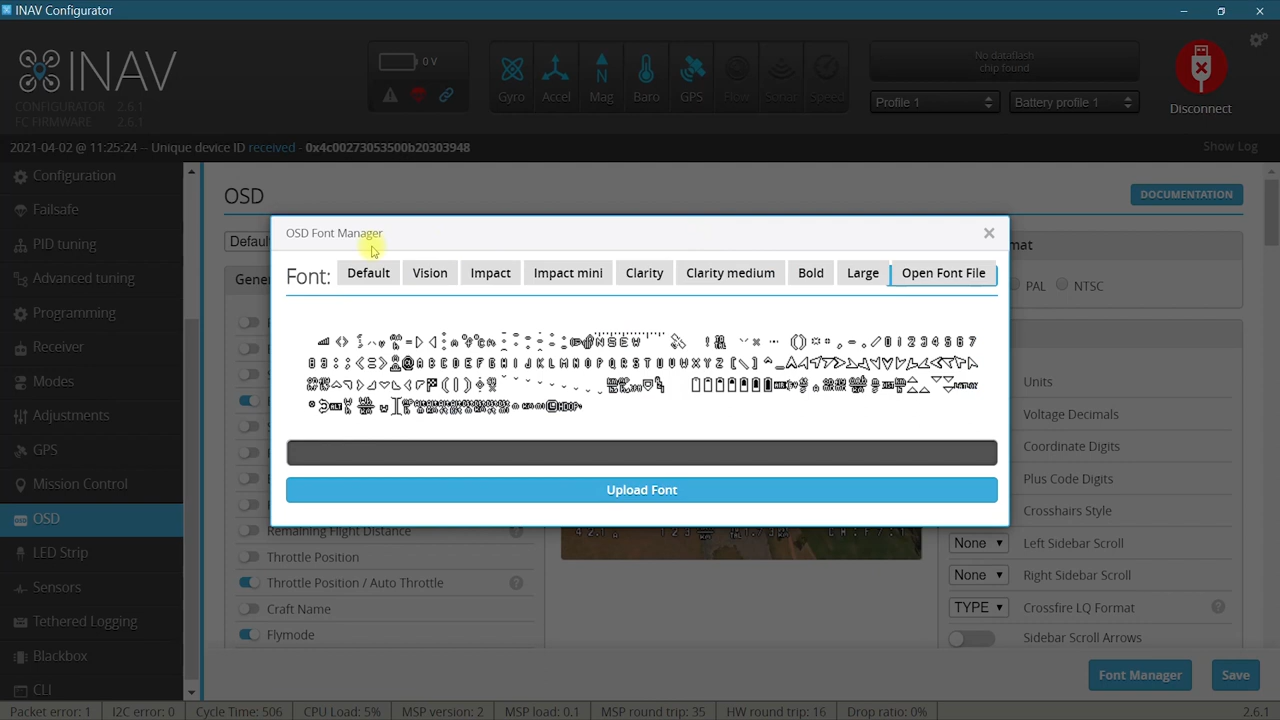 INAV Configurator
INAV
CONFIGURATOR 2.6.1
FC FIRMWARE 2.6.1
0 V
Gyro
Accel
Mag
Baro
GPS
Flow
Sonar
Speed
No dataflash
chip found
Profile 1
Battery profile 1
Disconnect
2021-04-02 @ 11:25:24 -- Unique device ID received - 0x4c00273053500b20303948
Show Log
Configuration
Failsafe
PID tuning
Advanced tuning
Programming
Receiver
Modes
Adjustments
GPS
Mission Control
OSD
LED Strip
Sensors
Tethered Logging
Blackbox
CLI
OSD
DOCUMENTATION
OSD Font Manager
Font:
Default
Vision
Impact
Impact mini
Clarity
Clarity medium
Bold
Large
Open Font File
Upload Font
PAL
NTSC
Units
Voltage Decimals
Coordinate Digits
Plus Code Digits
Crosshairs Style
None
Left Sidebar Scroll
None
Right Sidebar Scroll
TYPE
Crossfire LQ Format
Sidebar Scroll Arrows
Remaining Flight Distance
Throttle Position
Throttle Position / Auto Throttle
Craft Name
Flymode
Font Manager
Save
Packet error: 1
I2C error: 0
Cycle Time: 506
CPU Load: 5%
MSP version: 2
MSP load: 0.1
MSP round trip: 35
HW round trip: 16
Drop ratio: 0%
2.6.1